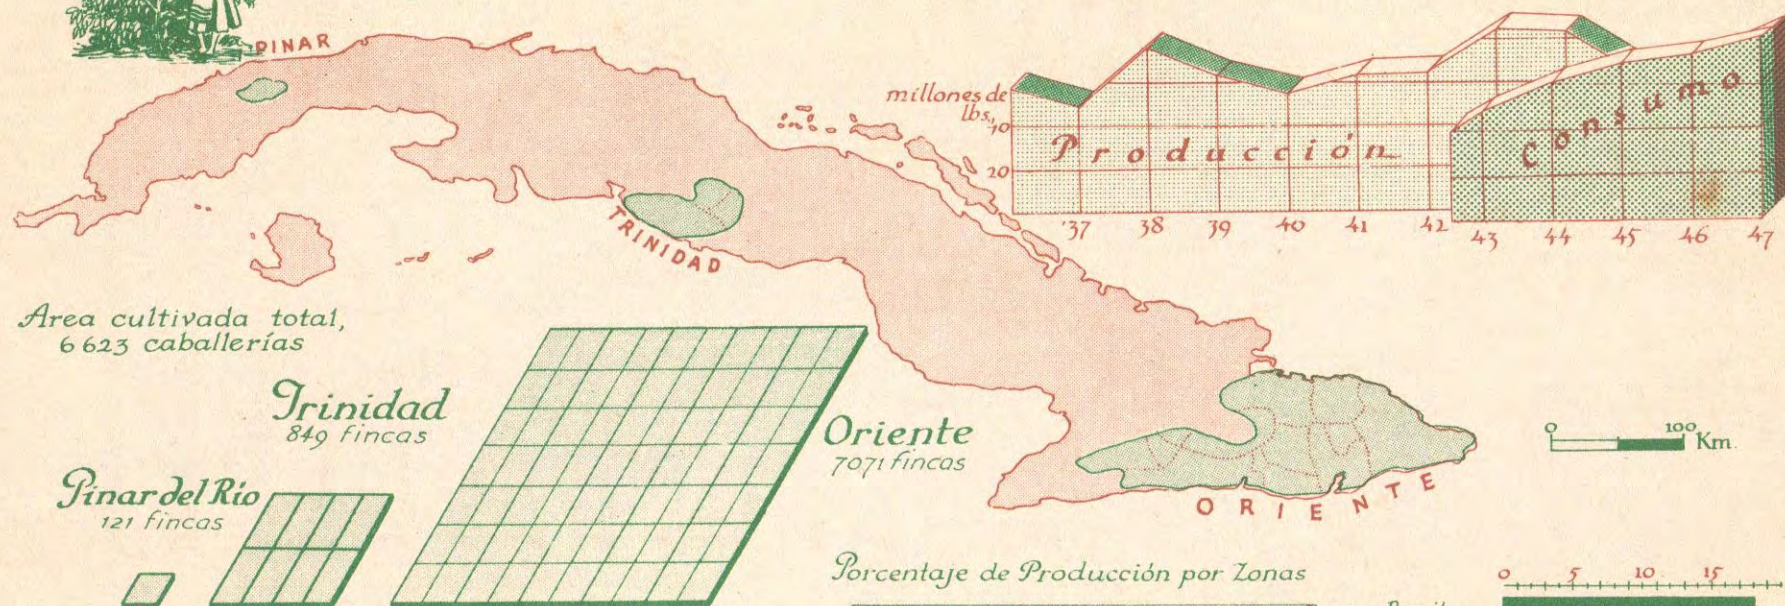 PINAR
TRINIDAD
ORIENTE
millones de
lbs.,
10
20
Producción
Consumo
'37
38
39
40
41
42
43
44
45
46
47
Area cultivada total,
6 623 caballerías
Trinidad
849 fincas
Oriente
7071 fincas
Pinar del Río
121 fincas
0
100
Km.
Porcentaje de Producción por Zonas
0
5
10
15